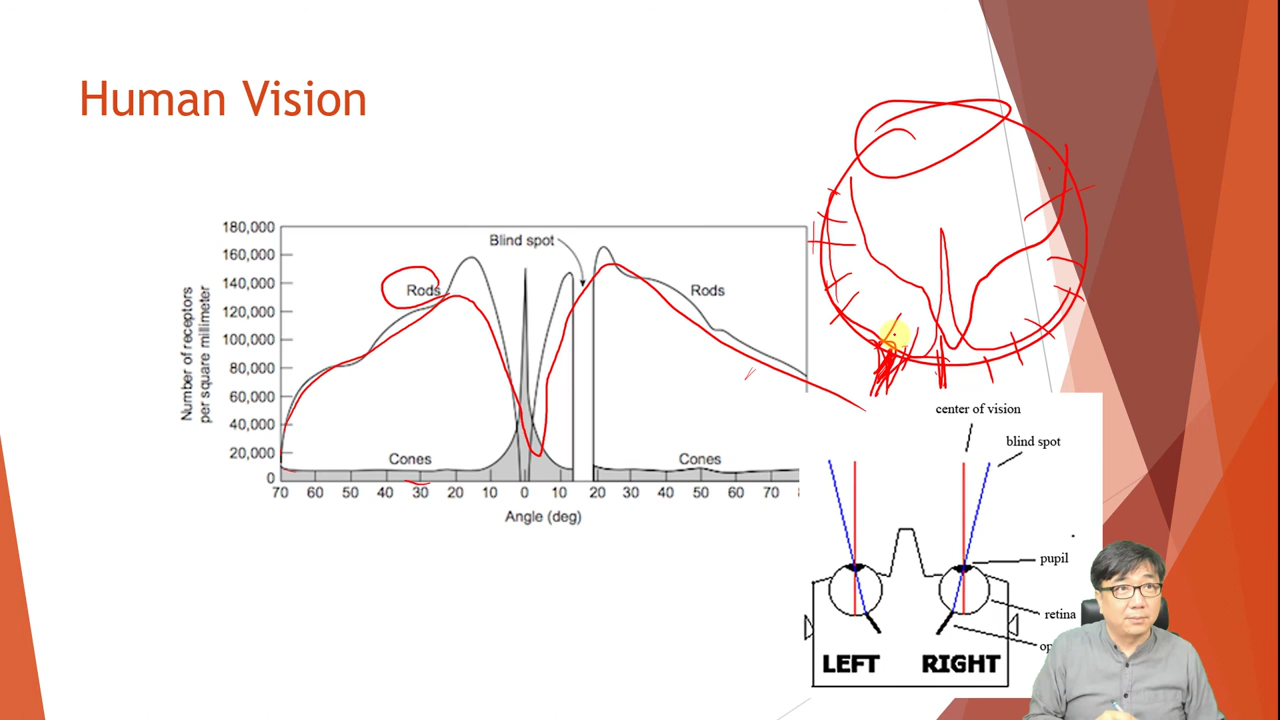 Human Vision
180,000
160,000
140,000
120,000
100,000
80,000
60,000
40,000
20,000
0
Number of receptors
per square millimeter
Blind spot
Rods
Rods
Cones
Cones
70 60 50 40 30 20 10 0 10 20 30 40 50 60 70
Angle (deg)
center of vision
blind spot
pupil
retina
LEFT
RIGHT